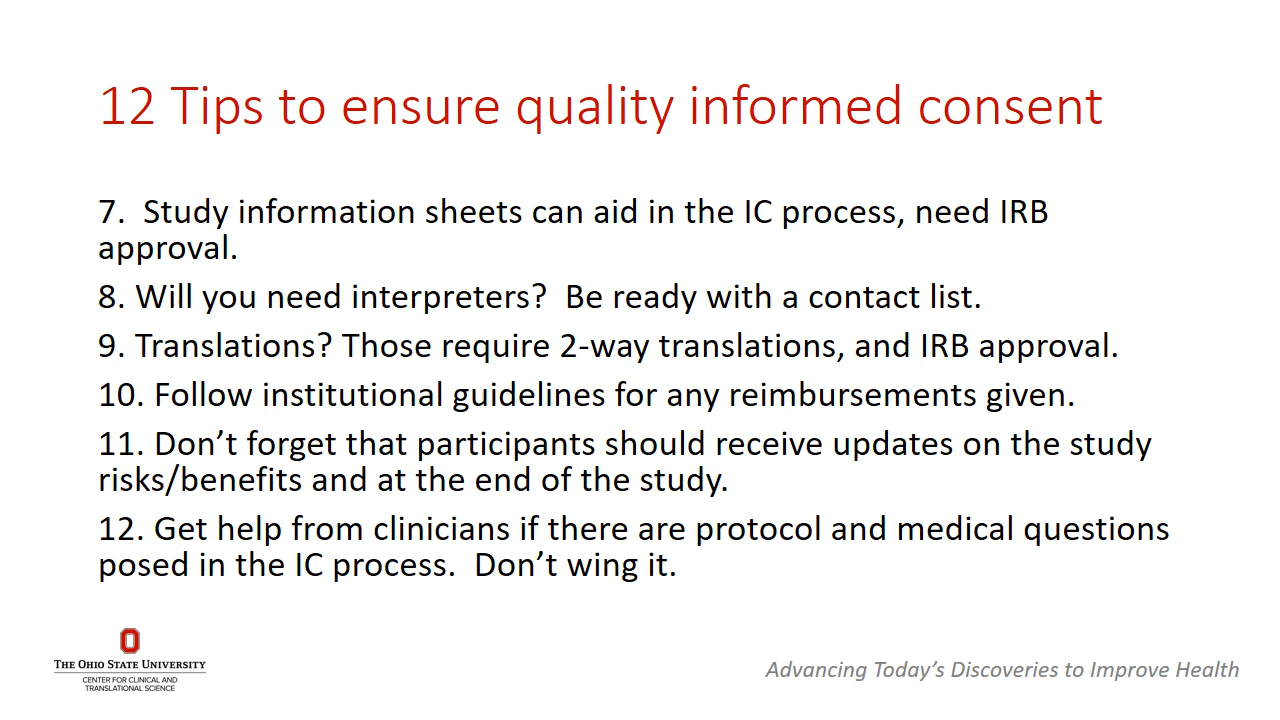 12 Tips to ensure quality informed consent
7.  Study information sheets can aid in the IC process, need IRB
approval.
8. Will you need interpreters?  Be ready with a contact list.
9. Translations? Those require 2-way translations, and IRB approval.
10. Follow institutional guidelines for any reimbursements given.
11. Don’t forget that participants should receive updates on the study
risks/benefits and at the end of the study.
12. Get help from clinicians if there are protocol and medical questions
posed in the IC process.  Don’t wing it.
THE OHIO STATE UNIVERSITY
CENTER FOR CLINICAL AND
TRANSLATIONAL SCIENCE
Advancing Today’s Discoveries to Improve Health